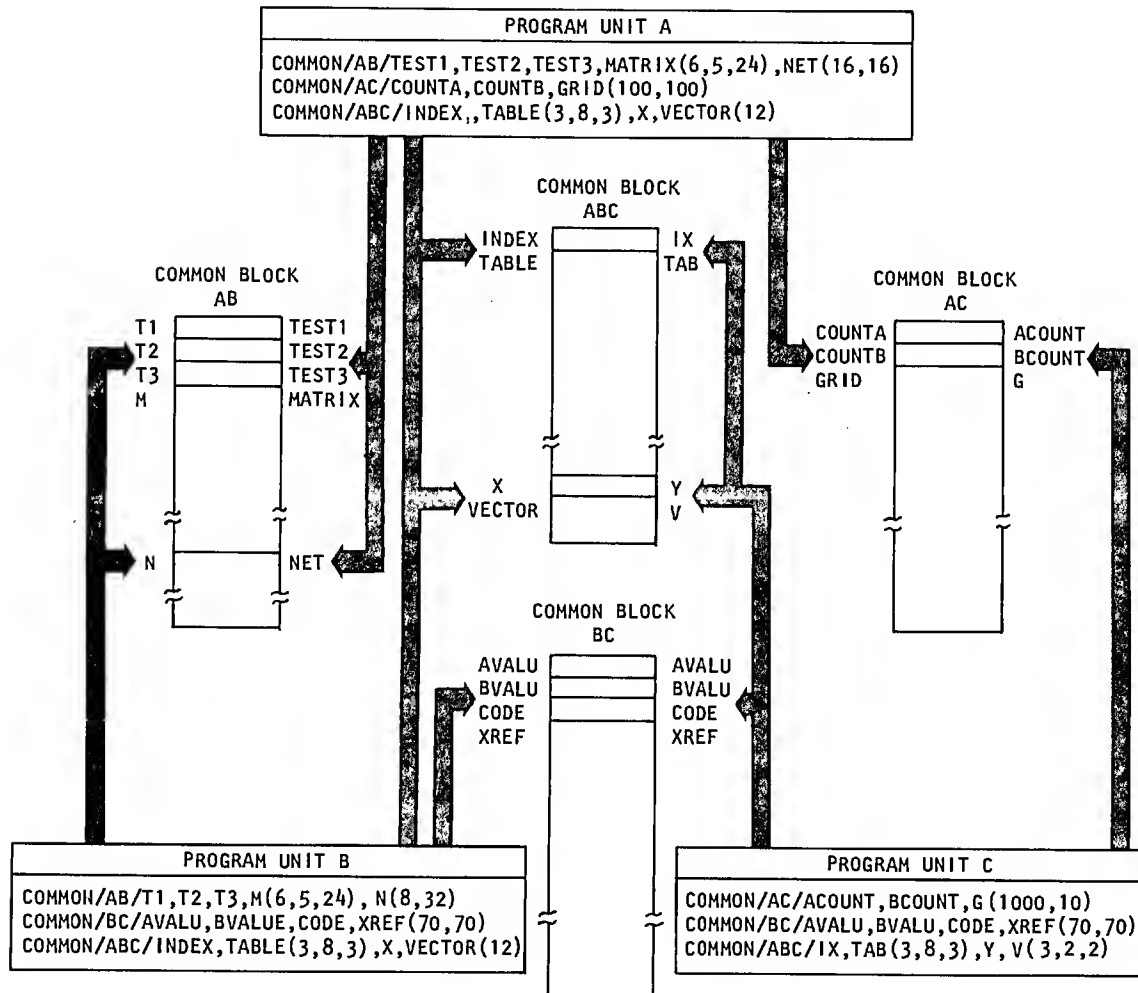 PROGRAM UNIT A
COMMON/AB/TEST1,TEST2,TEST3,MATRIX(6,5,24),NET(16,16)
COMMON/AC/COUNTA,COUNTB,GRID(100,100)
COMMON/ABC/INDEX,,TABLE(3,8,3),X,VECTOR(12)
COMMON BLOCK
ABC
INDEX
TABLE
IX
TAB
X
VECTOR
Y
V
COMMON BLOCK
AB
T1
T2
T3
M
TEST1
TEST2
TEST3
MATRIX
N
NET
COMMON BLOCK
AC
COUNTA
COUNTB
GRID
ACOUNT
BCOUNT
G
COMMON BLOCK
BC
AVALU
BVALU
CODE
XREF
AVALU
BVALU
CODE
XREF
PROGRAM UNIT B
COMMON/AB/T1,T2,T3,M(6,5,24), N(8,32)
COMMON/BC/AVALU,BVALUE,CODE,XREF(70,70)
COMMON/ABC/INDEX,TABLE(3,8,3),X,VECTOR(12)
PROGRAM UNIT C
COMMON/AC/ACOUNT,BCOUNT,G(1000,10)
COMMON/BC/AVALU,BVALU,CODE,XREF(70,70)
COMMON/ABC/IX,TAB(3,8,3),Y,V(3,2,2)